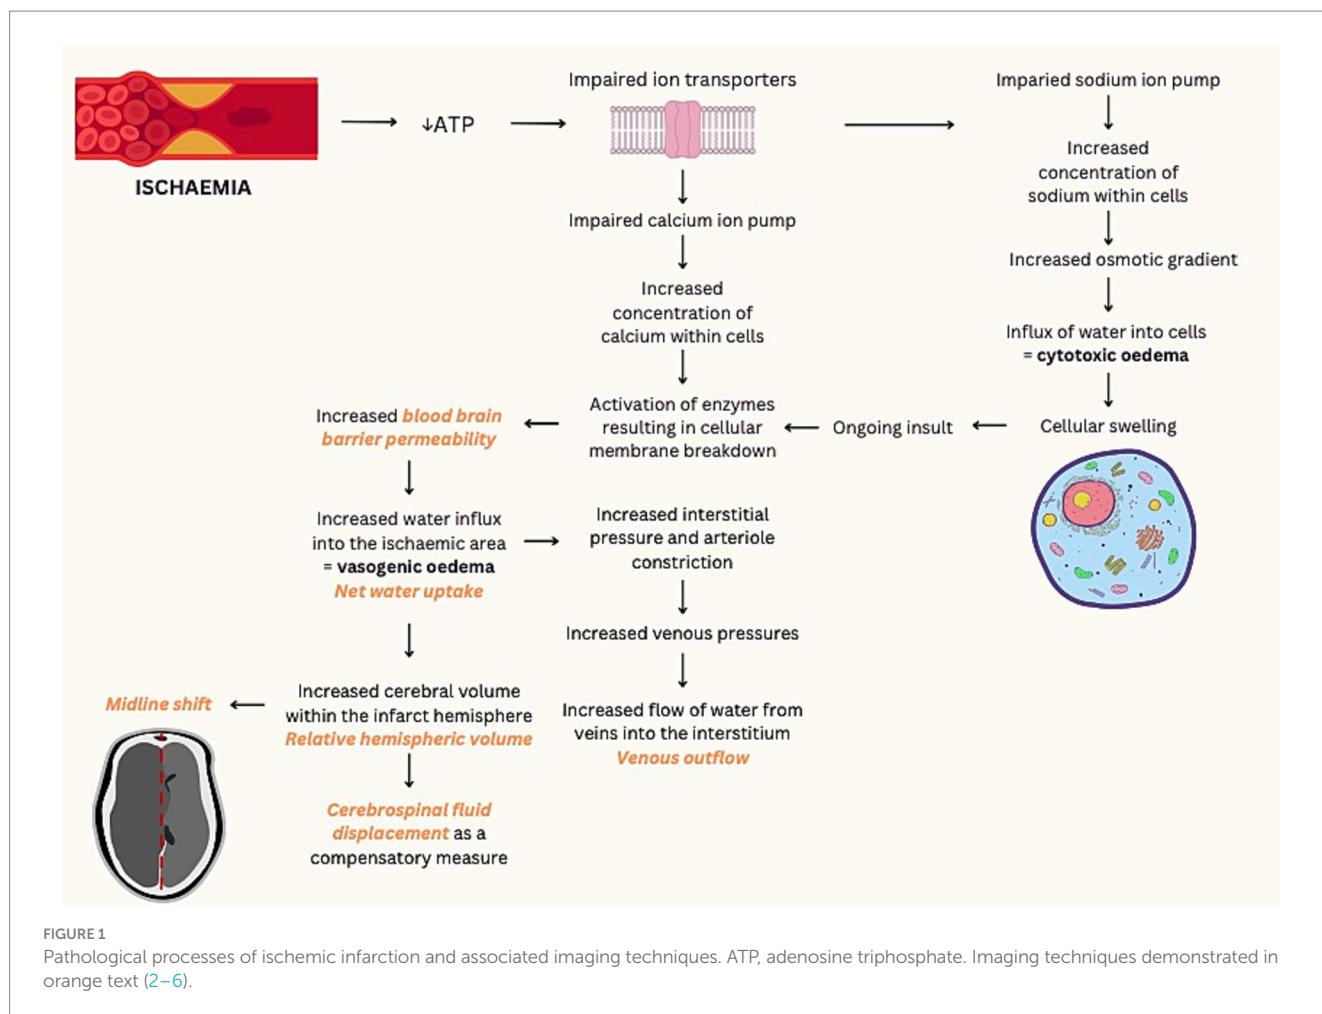 Impaired ion transporters
Imparied sodium ion pump
↓ATP
ISCHAEMIA
Increased
concentration of
sodium within cells
Impaired calcium ion pump
Increased osmotic gradient
Increased
concentration of
calcium within cells
Influx of water into cells
= cytotoxic oedema
Increased blood brain
barrier permeability
Activation of enzymes
resulting in cellular
membrane breakdown
Ongoing insult
Cellular swelling
Increased water influx
into the ischaemic area
= vasogenic oedema
Net water uptake
Increased interstitial
pressure and arteriole
constriction
Increased venous pressures
Midline shift
Increased cerebral volume
within the infarct hemisphere
Relative hemispheric volume
Increased flow of water from
veins into the interstitium
Venous outflow
Cerebrospinal fluid
displacement as a
compensatory measure
FIGURE 1
Pathological processes of ischemic infarction and associated imaging techniques. ATP, adenosine triphosphate. Imaging techniques demonstrated in
orange text (2–6).